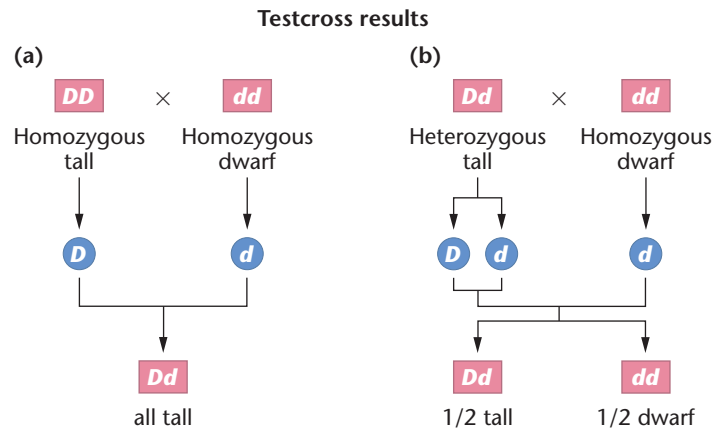 Testcross results
(a)
DD × dd
Homozygous tall
Homozygous dwarf
D d
Dd
all tall
(b)
Dd × dd
Heterozygous tall
Homozygous dwarf
D d d
Dd dd
1/2 tall 1/2 dwarf